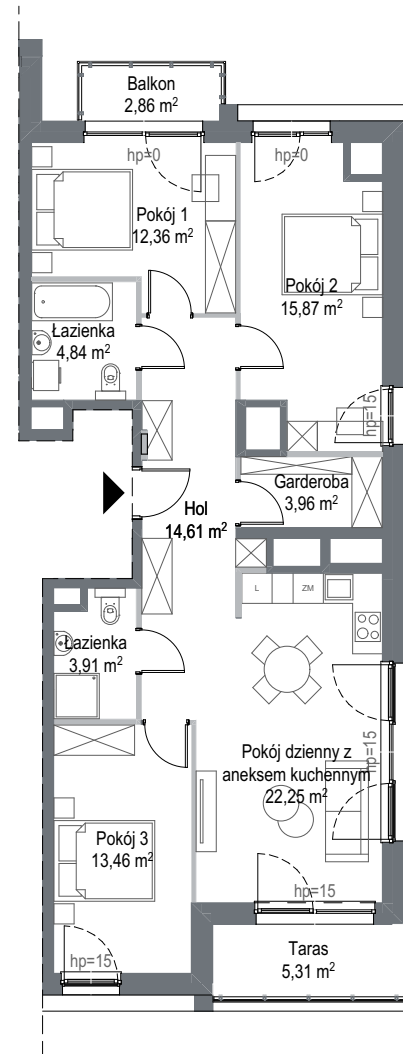 Balkon
2,86 m²
hp=0
hp=0
Pokój 1
12,36 m²
Pokój 2
15,87 m²
Łazienka
4,84 m²
hp=15
Garderoba
3,96 m²
Hol
14,61 m²
L
ZM
Łazienka
3,91 m²
Pokój dzienny z
aneksem kuchennym
22,25 m²
hp=15
Pokój 3
13,46 m²
hp=15
hp=15
Taras
5,31 m²